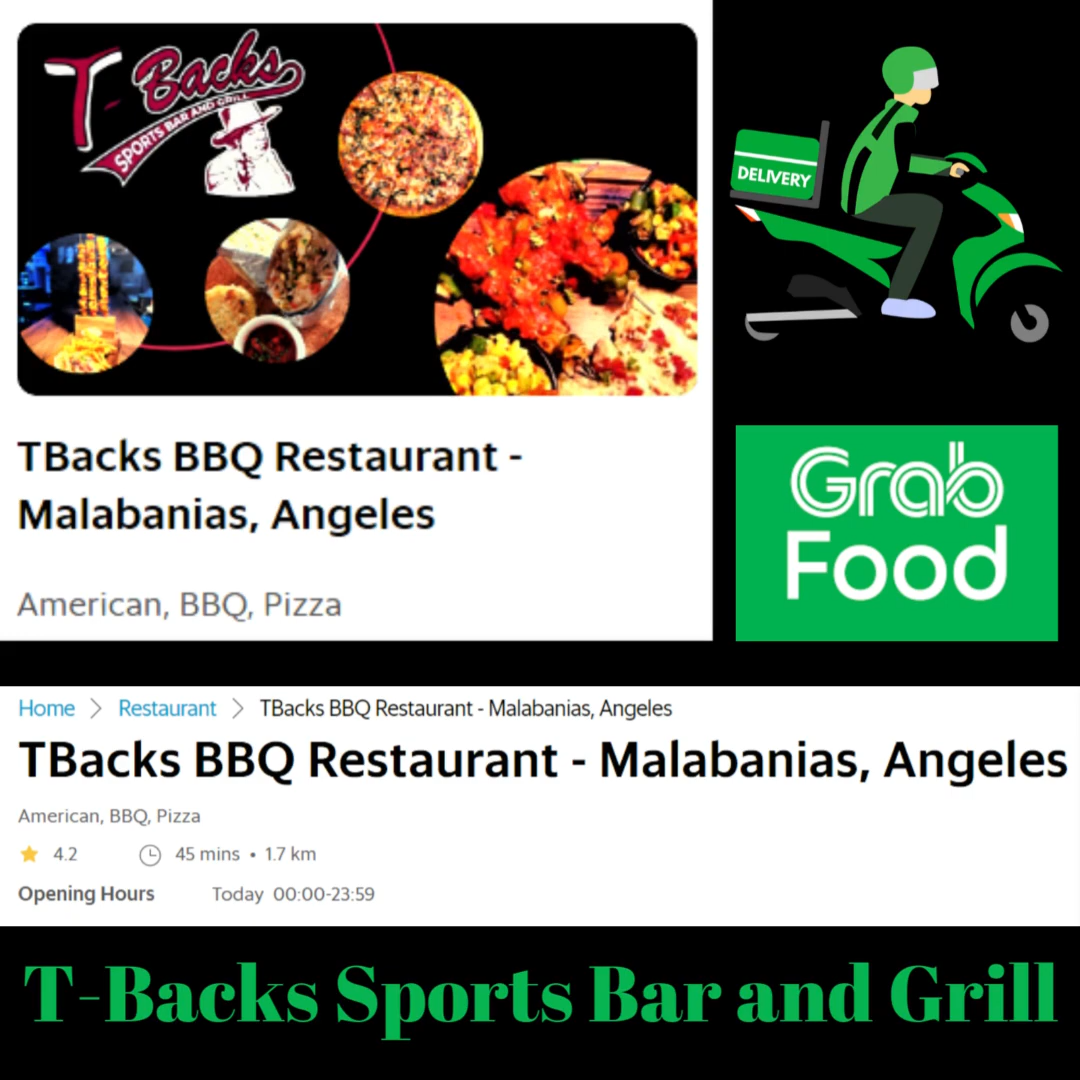 T-Backs
SPORTS BAR AND GRILL
DELIVERY
TBacks BBQ Restaurant -
Malabanias, Angeles
American, BBQ, Pizza
Grab
Food
Home > Restaurant > TBacks BBQ Restaurant - Malabanias, Angeles
TBacks BBQ Restaurant - Malabanias, Angeles
American, BBQ, Pizza
4.2 45 mins • 1.7 km
Opening Hours Today 00:00-23:59
T-Backs Sports Bar and Grill